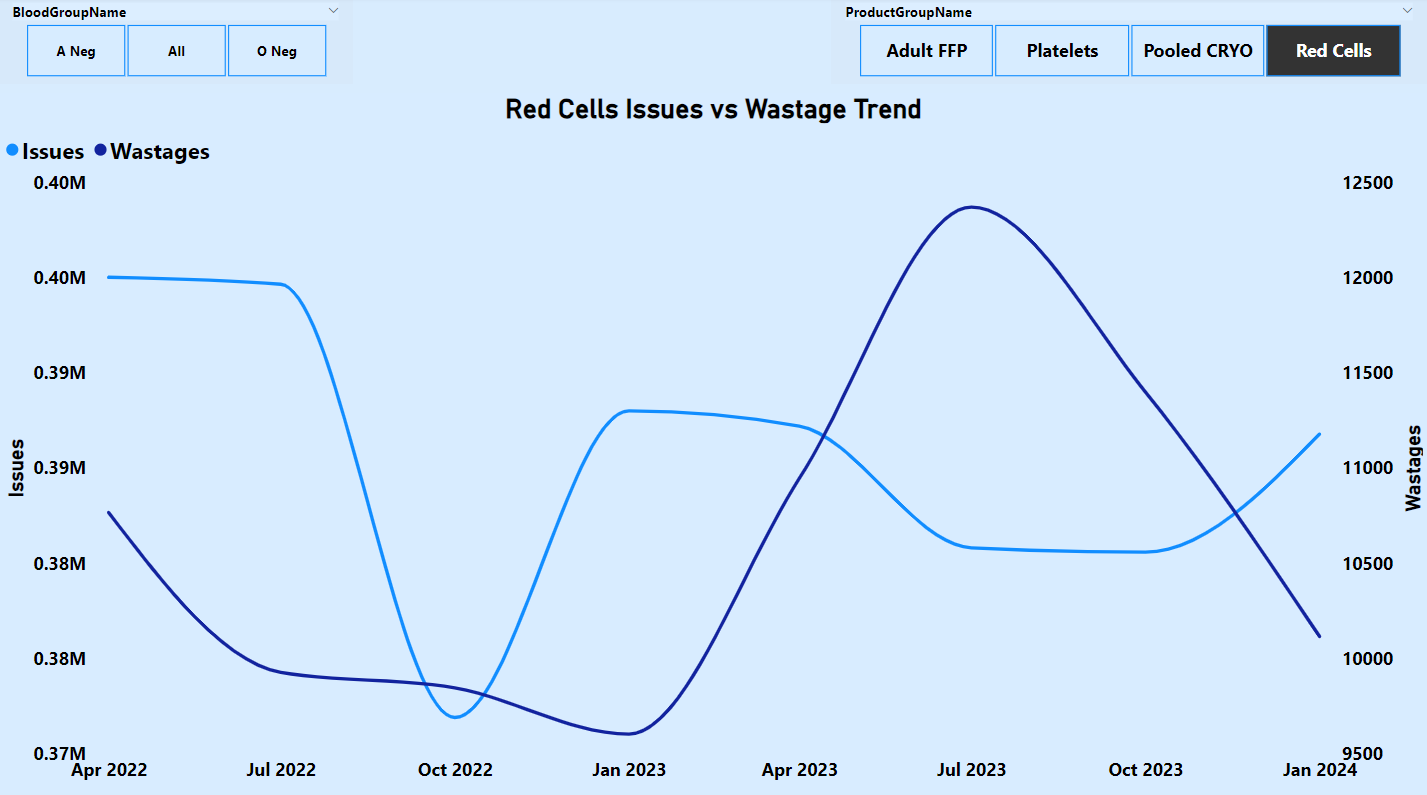 BloodGroupName
A Neg
All
O Neg
ProductGroupName
Adult FFP
Platelets
Pooled CRYO
Red Cells
Red Cells Issues vs Wastage Trend
Issues
Wastages
0.40M
0.40M
0.39M
0.39M
0.38M
0.38M
0.37M
Issues
12500
12000
11500
11000
10500
10000
9500
Wastages
Apr 2022
Jul 2022
Oct 2022
Jan 2023
Apr 2023
Jul 2023
Oct 2023
Jan 2024